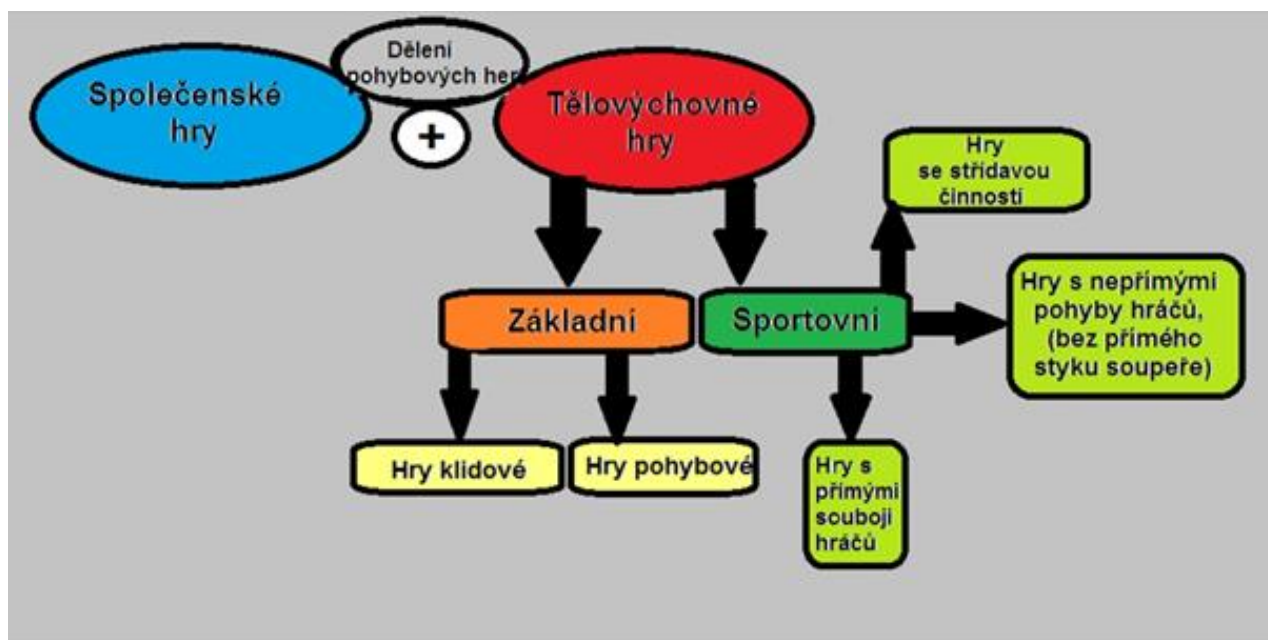 Dělení
pohybových her
Společenské
hry
+
Tělovýchovné
hry
Hry
se střídavou
činností
Základní
Sportovní
Hry s nepřímými
pohyby hráčů,
(bez přímého
styku soupeře)
Hry klidové
Hry pohybové
Hry s
přímými
souboji
hráčů